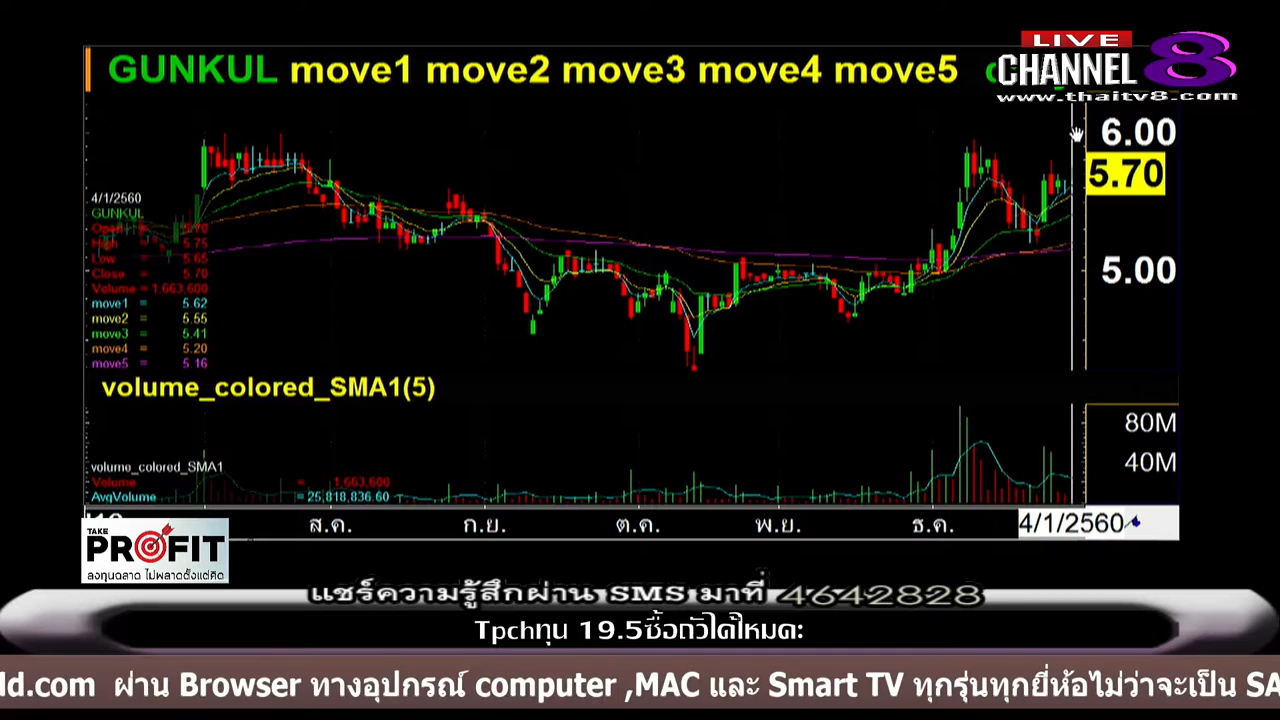 GUNKUL move1 move2 move3 move4 move5
LIVE
CHANNEL 8
www.thaitv8.com
6.00
5.70
5.00
4/1/2560
GUNKUL
Open = 5.70
High = 5.75
Low = 5.65
Close = 5.70
Volume = 1,663,600
move1 = 5.62
move2 = 5.55
move3 = 5.41
move4 = 5.20
move5 = 5.16
volume_colored_SMA1(5)
80M
40M
volume_colored_SMA1
Volume = 1,663,600
AvgVolume = 25,818,836.60
ส.ค. ก.ย. ต.ค. พ.ย. ธ.ค. 4/1/2560
TAKE
PROFIT
ลงทุนฉลาด ไม่พลาดตั้งแต่คิด
แชร์ความรู้สึกผ่าน SMS มาที่ 4642828
Tpchทุน 19.5ซื้อถัวได้ไหมคะ
ld.com ผ่าน Browser ทางอุปกรณ์ computer ,MAC และ Smart TV ทุกรุ่นทุกยี่ห้อไม่ว่าจะเป็น SA